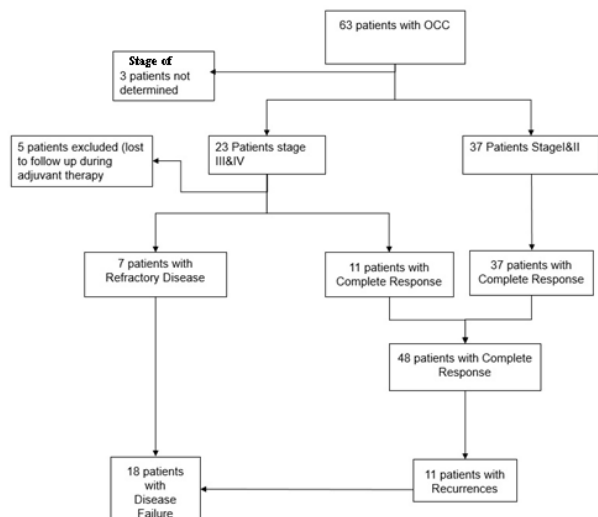 63 patients with OCC
Stage of
3 patients not
determined
5 patients excluded (lost
to follow up during
adjuvant therapy
23 Patients stage
III&IV
37 Patients StageI&II
7 patients with
Refractory Disease
11 patients with
Complete Response
37 patients with
Complete Response
48 patients with Complete
Response
18 patients
with
Disease
Failure
11 patients with
Recurrences